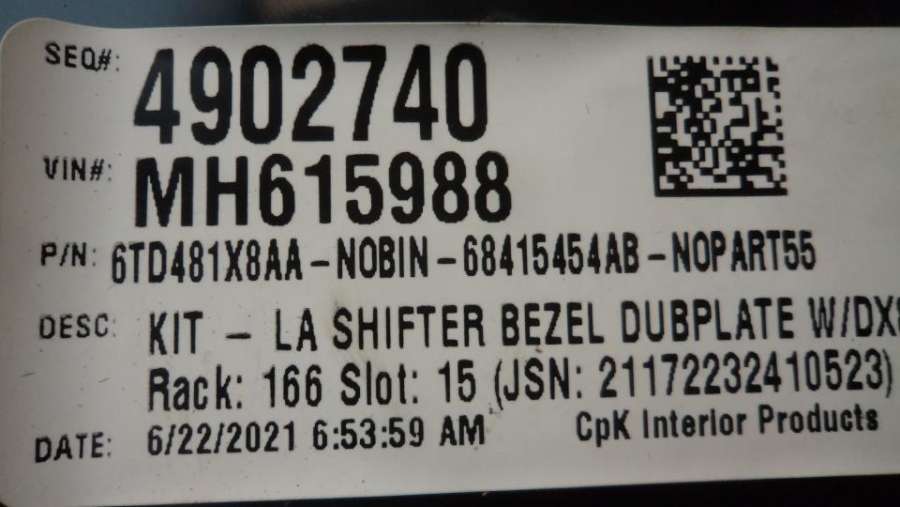 SEQ#: 4902740
VIN#: MH615988
P/N: 6TD481X8AA-NOBIN-68415454AB-NOPART55
DESC: KIT - LA SHIFTER BEZEL DUBPLATE W/DX
Rack: 166 Slot: 15 (JSN: 21172232410523)
DATE: 6/22/2021 6:53:59 AM CpK Interior Products